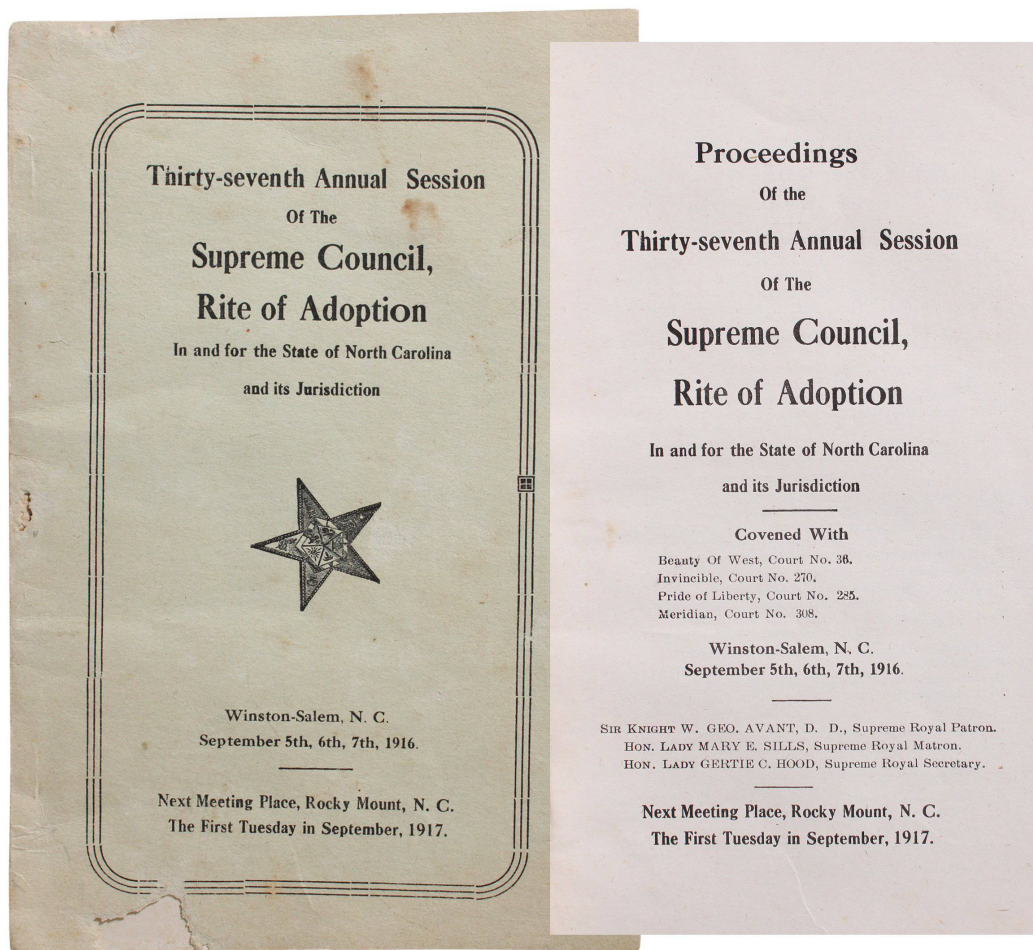 Thirty-seventh Annual Session
Of The
Supreme Council,
Rite of Adoption
In and for the State of North Carolina
and its Jurisdiction
Winston-Salem, N. C.
September 5th, 6th, 7th, 1916.
Next Meeting Place, Rocky Mount, N. C.
The First Tuesday in September, 1917.
Proceedings
Of the
Thirty-seventh Annual Session
Of The
Supreme Council,
Rite of Adoption
In and for the State of North Carolina
and its Jurisdiction
Covened With
Beauty Of West, Court No. 36.
Invincible, Court No. 270.
Pride of Liberty, Court No. 285.
Meridian, Court No. 308.
Winston-Salem, N. C.
September 5th, 6th, 7th, 1916.
SIR KNIGHT W. GEO. AVANT, D. D., Supreme Royal Patron.
HON. LADY MARY E. SILLS, Supreme Royal Matron.
HON. LADY GERTIE C. HOOD, Supreme Royal Secretary.
Next Meeting Place, Rocky Mount, N. C.
The First Tuesday in September, 1917.